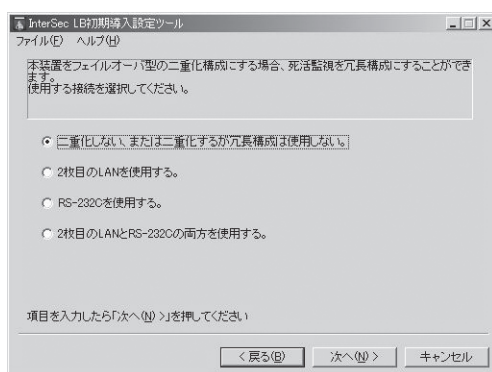 InterSec LB初期導入設定ツール
ファイル(F) ヘルプ(H)
本装置をフェイルオーバ型の二重化構成にする場合、死活監視を冗長構成にすることができ
ます。
使用する接続を選択してください。
二重化しない、または二重化するが冗長構成は使用しない。
2枚目のLANを使用する。
RS-232Cを使用する。
2枚目のLANとRS-232Cの両方を使用する。
項目を入力したら「次へ(N) >」を押してください
< 戻る(B) 次へ(N) > キャンセル